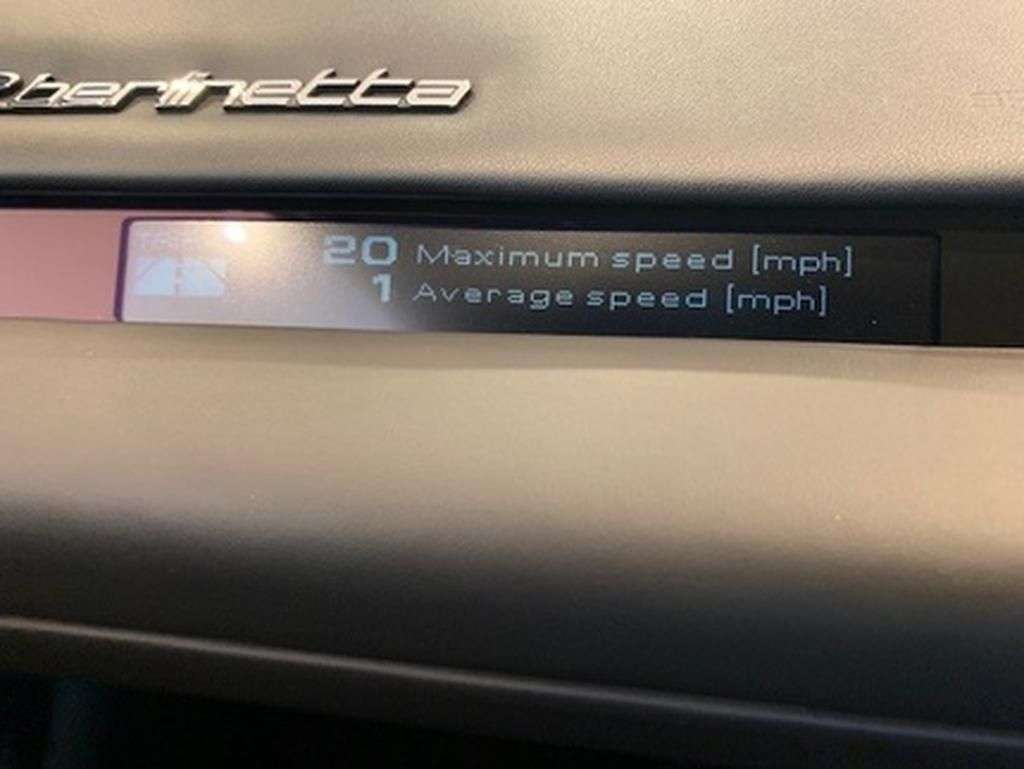 berlinetta
20 Maximum speed [mph]
1 Average speed [mph]